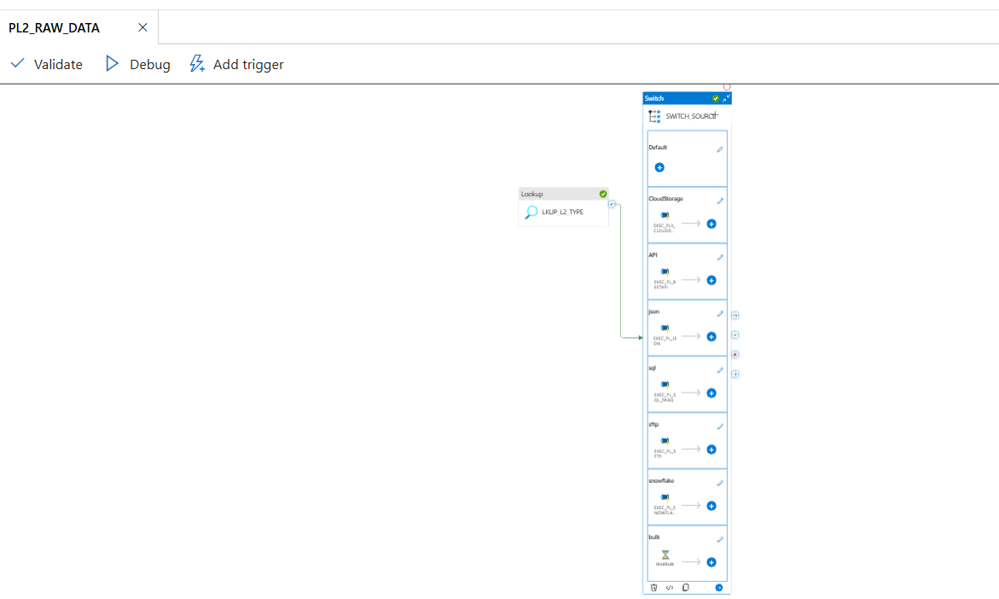 PL2_RAW_DATA
Validate
Debug
Add trigger
Switch
SWITCH_SOURCE
Default
Lookup
LKUP_L2_TYPE
CloudStorage
EXEC_PL3_
CLOUDS...
API
EXEC_PL_R
ESTAPI
Json
EXEC_PL_JS
ON
sql
EXEC_PL_S
QL_PARQ
sftp
EXEC_PL_S
FTP
snowflake
EXEC_PL_S
NOWFLA...
bulk
WaitBulk